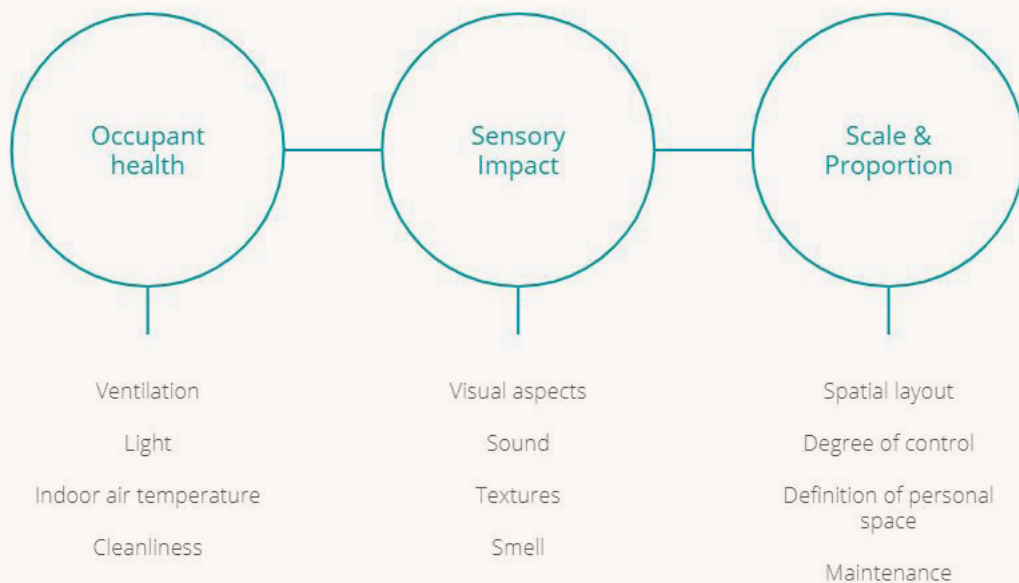 Occupant
health
Sensory
Impact
Scale &
Proportion
Ventilation
Light
Indoor air temperature
Cleanliness
Visual aspects
Sound
Textures
Smell
Spatial layout
Degree of control
Definition of personal
space
Maintenance